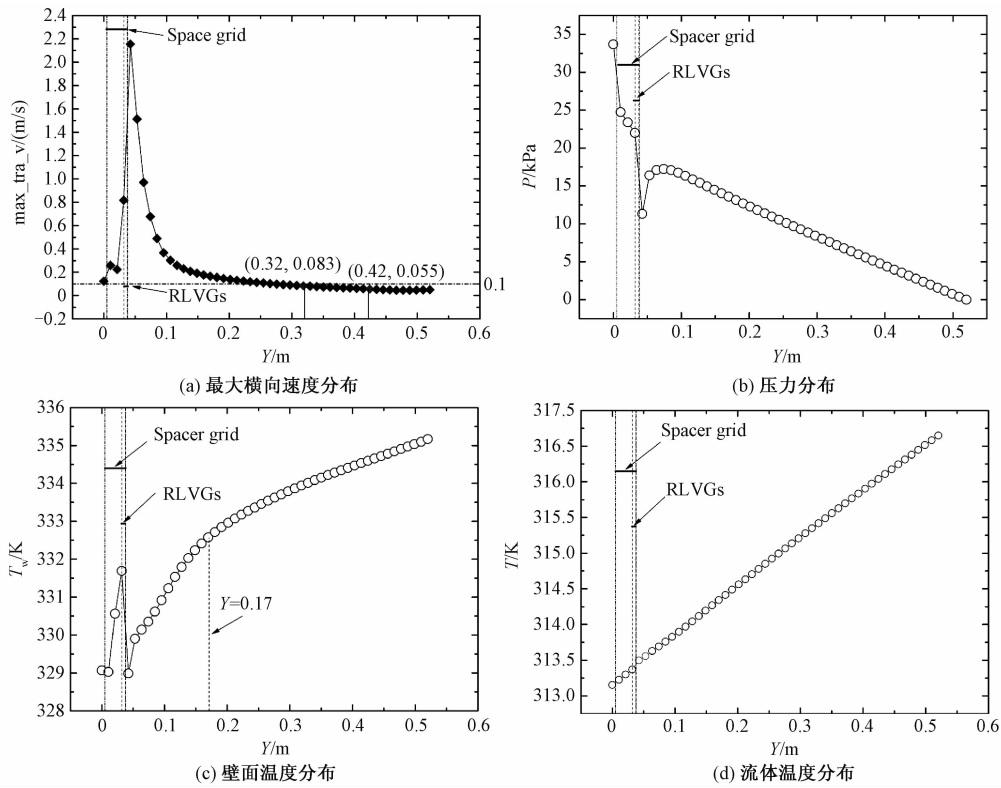 2.4
2.2
2.0
1.8
1.6
1.4
1.2
1.0
0.8
0.6
0.4
0.2
0
−0.2
max_tra_v/(m/s)
Space grid
RLVGs
(0.32, 0.083)
(0.42, 0.055)
0.1
0 0.1 0.2 0.3 0.4 0.5 0.6
Y/m
(a) 最大横向速度分布
35
30
25
20
15
10
5
0
P/kPa
Spacer grid
RLVGs
0 0.1 0.2 0.3 0.4 0.5 0.6
Y/m
(b) 压力分布
336
335
334
333
332
331
330
329
328
Tw/K
Spacer grid
RLVGs
Y=0.17
0 0.1 0.2 0.3 0.4 0.5 0.6
Y/m
(c) 壁面温度分布
317.5
316.5
316.0
315.5
315.0
314.5
314.0
313.5
313.0
T/K
Spacer grid
RLVGs
0 0.1 0.2 0.3 0.4 0.5 0.6
Y/m
(d) 流体温度分布